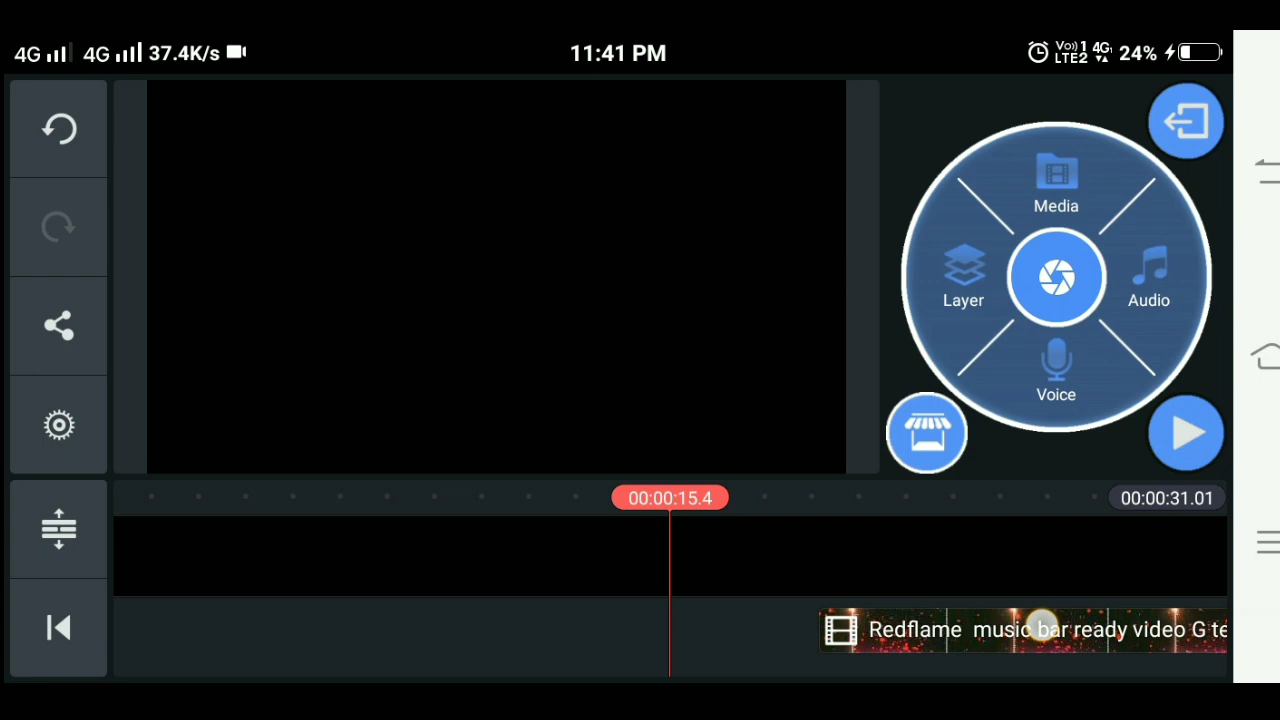 4G 4G 37.4K/s 11:41 PM Vo)) 1 4G LTE2 24%
Media
Layer
Audio
Voice
00:00:15.4 00:00:31.01
Redflame music bar ready video G te